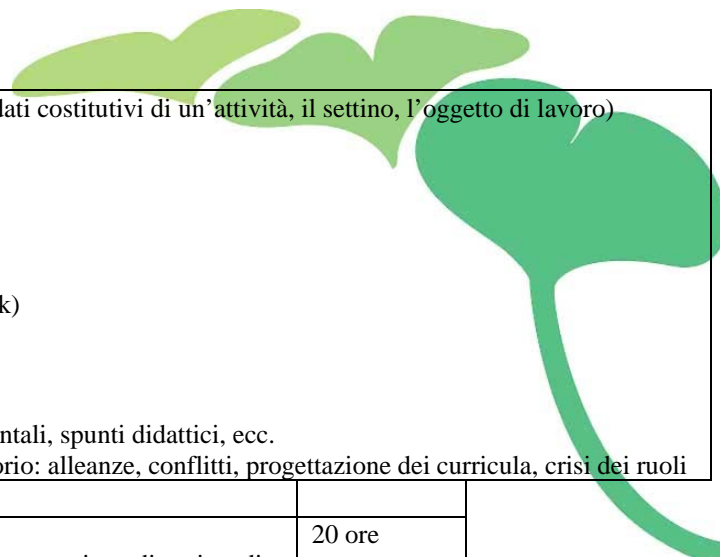 dati costitutivi di un’attività, il settino, l’oggetto di lavoro)
k)
ntali, spunti didattici, ecc.
orio: alleanze, conflitti, progettazione dei curricula, crisi dei ruoli
20 ore